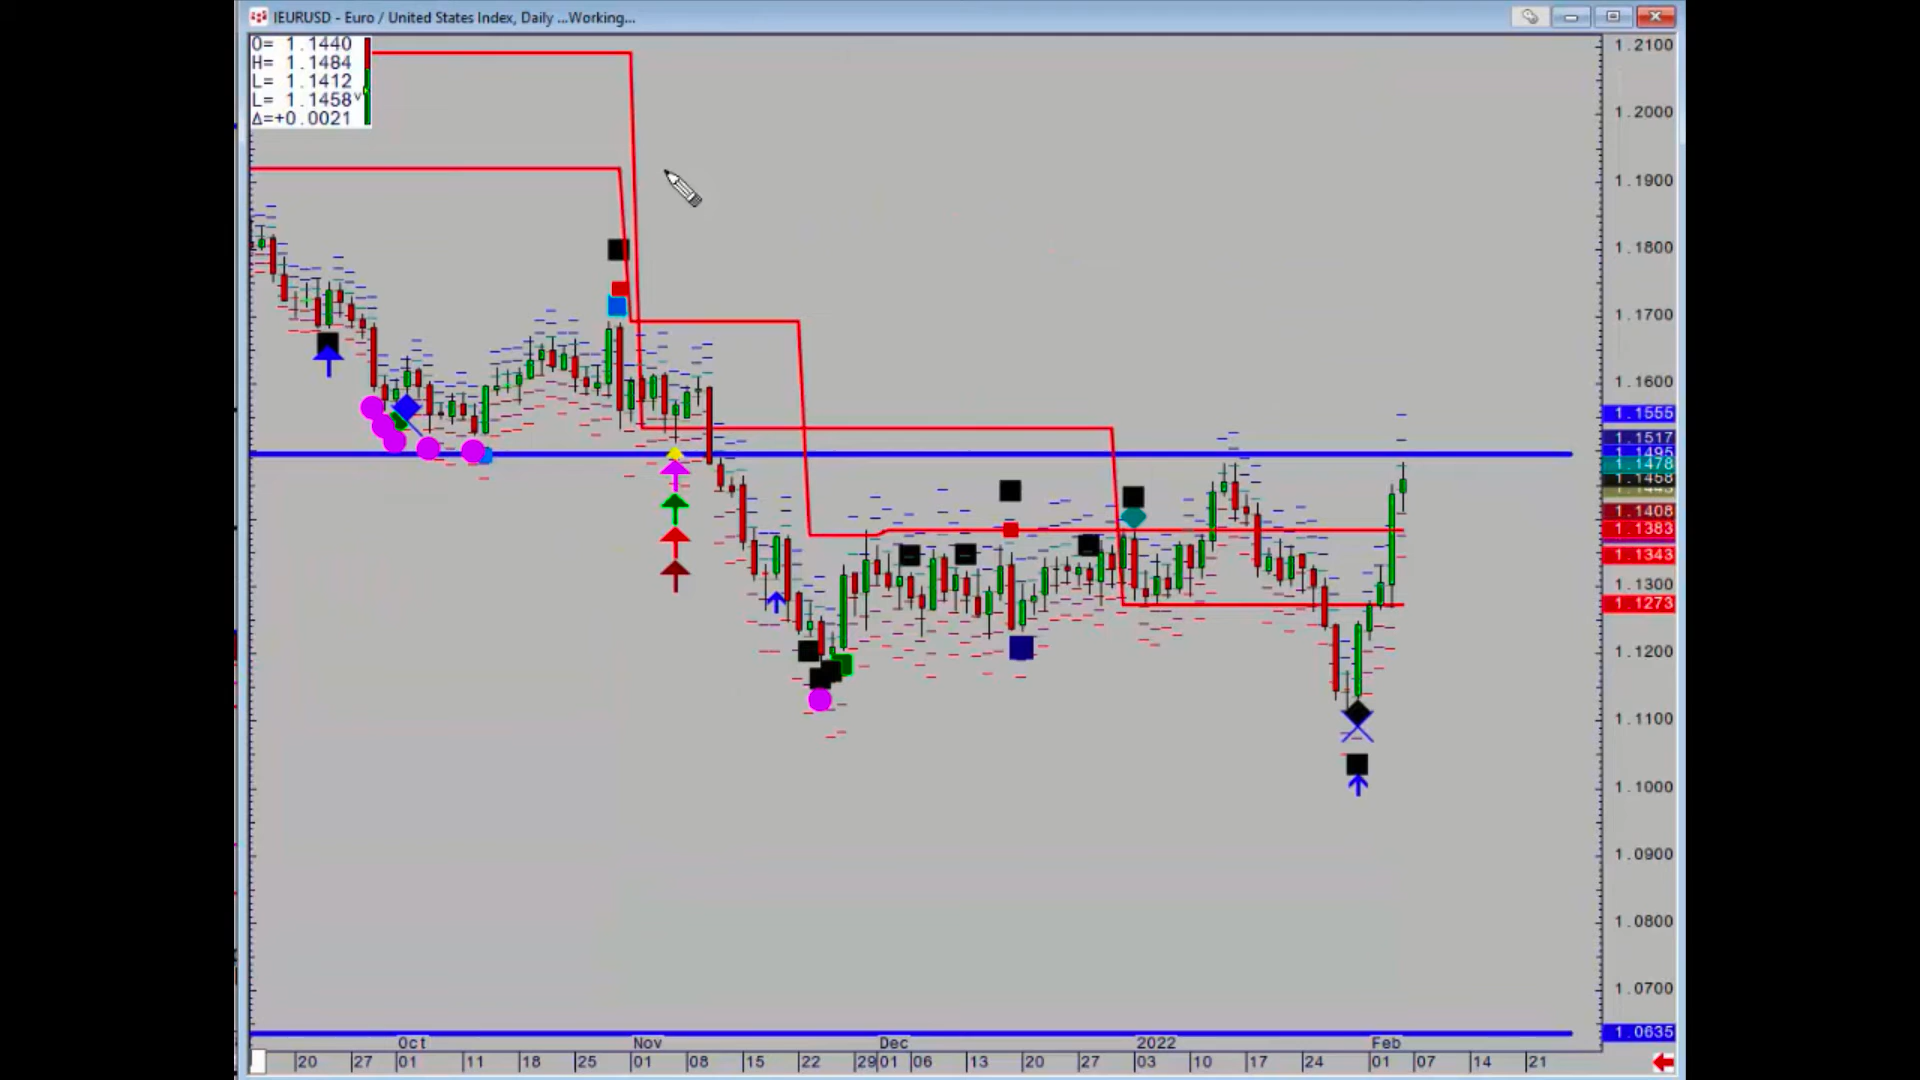 IEURUSD - Euro / United States Index, Daily ...Working...
O= 1.1440
H= 1.1484
L= 1.1412
L= 1.1458v
Δ=+0.0021
1.2100
1.2000
1.1900
1.1800
1.1700
1.1600
1.1555
1.1517
1.1495
1.1478
1.1458
1.1408
1.1383
1.1343
1.1300
1.1273
1.1200
1.1100
1.1000
1.0900
1.0800
1.0700
1.0635
Oct Nov Dec 2022 Feb
20 27 01 11 18 25 01 08 15 22 29 01 06 13 20 27 03 10 17 24 01 07 14 21